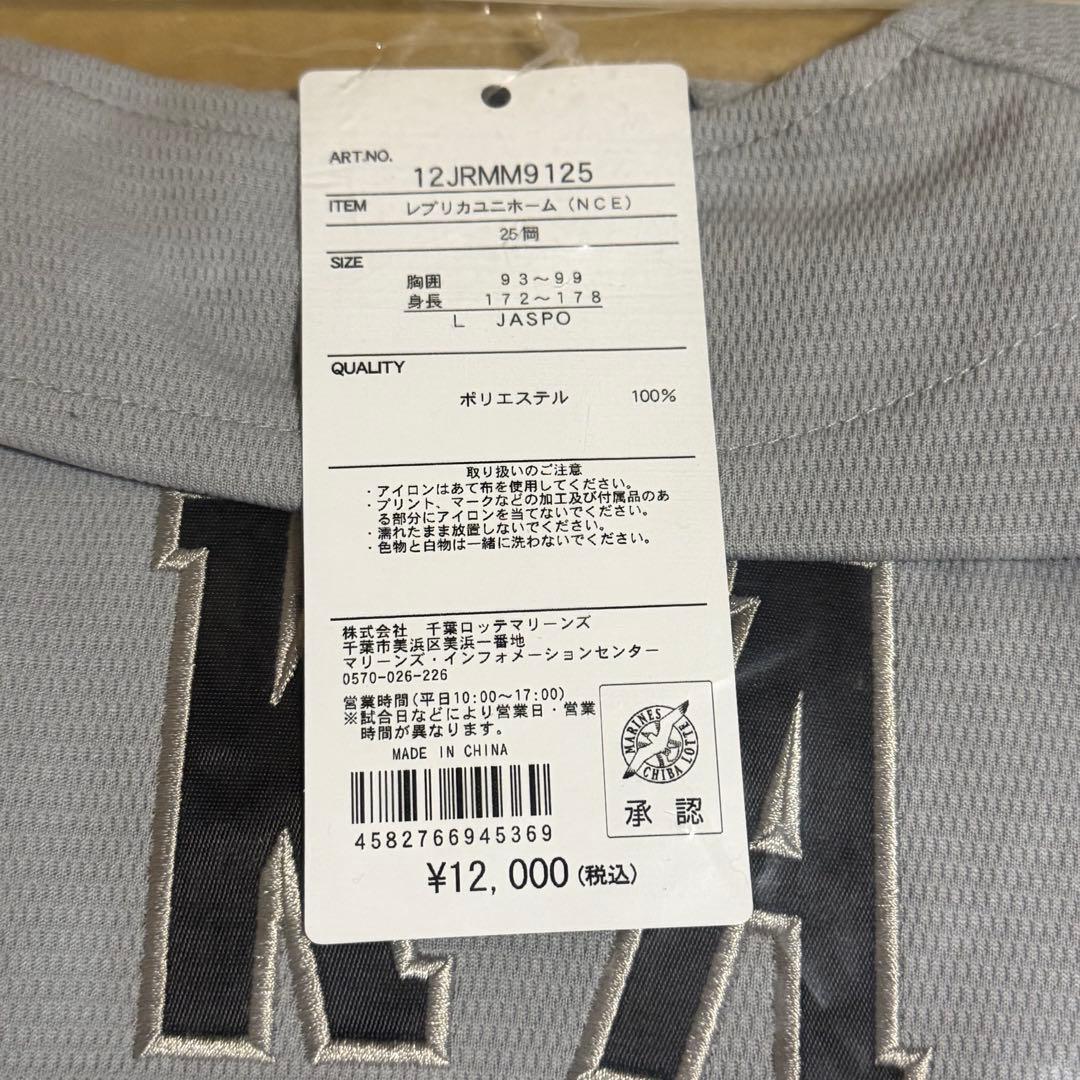 ART.NO.
12JRMM9125
ITEM レプリカユニホーム（NCE）
25岡
SIZE
胸囲 93～99
身長 172～178
L JASPO
QUALITY
ポリエステル 100%
取り扱いのご注意
・アイロンはあて布を使用してください。
・プリント、マークなどの加工及び付属品のあ
る部分にアイロンを当てないでください。
・濡れたまま放置しないでください。
・色物と白物は一緒に洗わないでください。
株式会社 千葉ロッテマリーンズ
千葉市美浜区美浜一番地
マリーンズ・インフォメーションセンター
0570-026-226
営業時間(平日10:00～17:00)
※試合日などにより営業日・営業
時間が異なります。
MADE IN CHINA
MARINES
CHIBA LOTTE
承認
4582766945369
¥12,000(税込)
KA